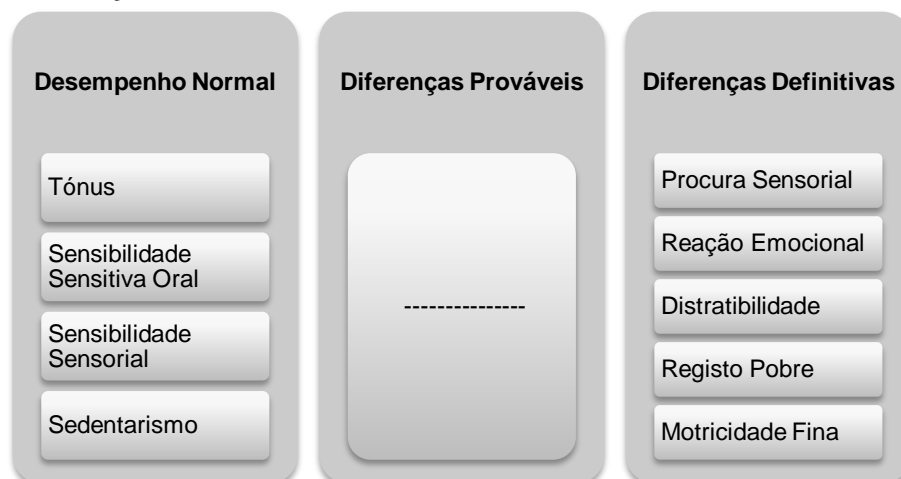 Desempenho Normal
Tónus
Sensibilidade
Sensitiva Oral
Sensibilidade
Sensorial
Sedentarismo
Diferenças Prováveis
---------------
Diferenças Definitivas
Procura Sensorial
Reação Emocional
Distratibilidade
Registo Pobre
Motricidade Fina